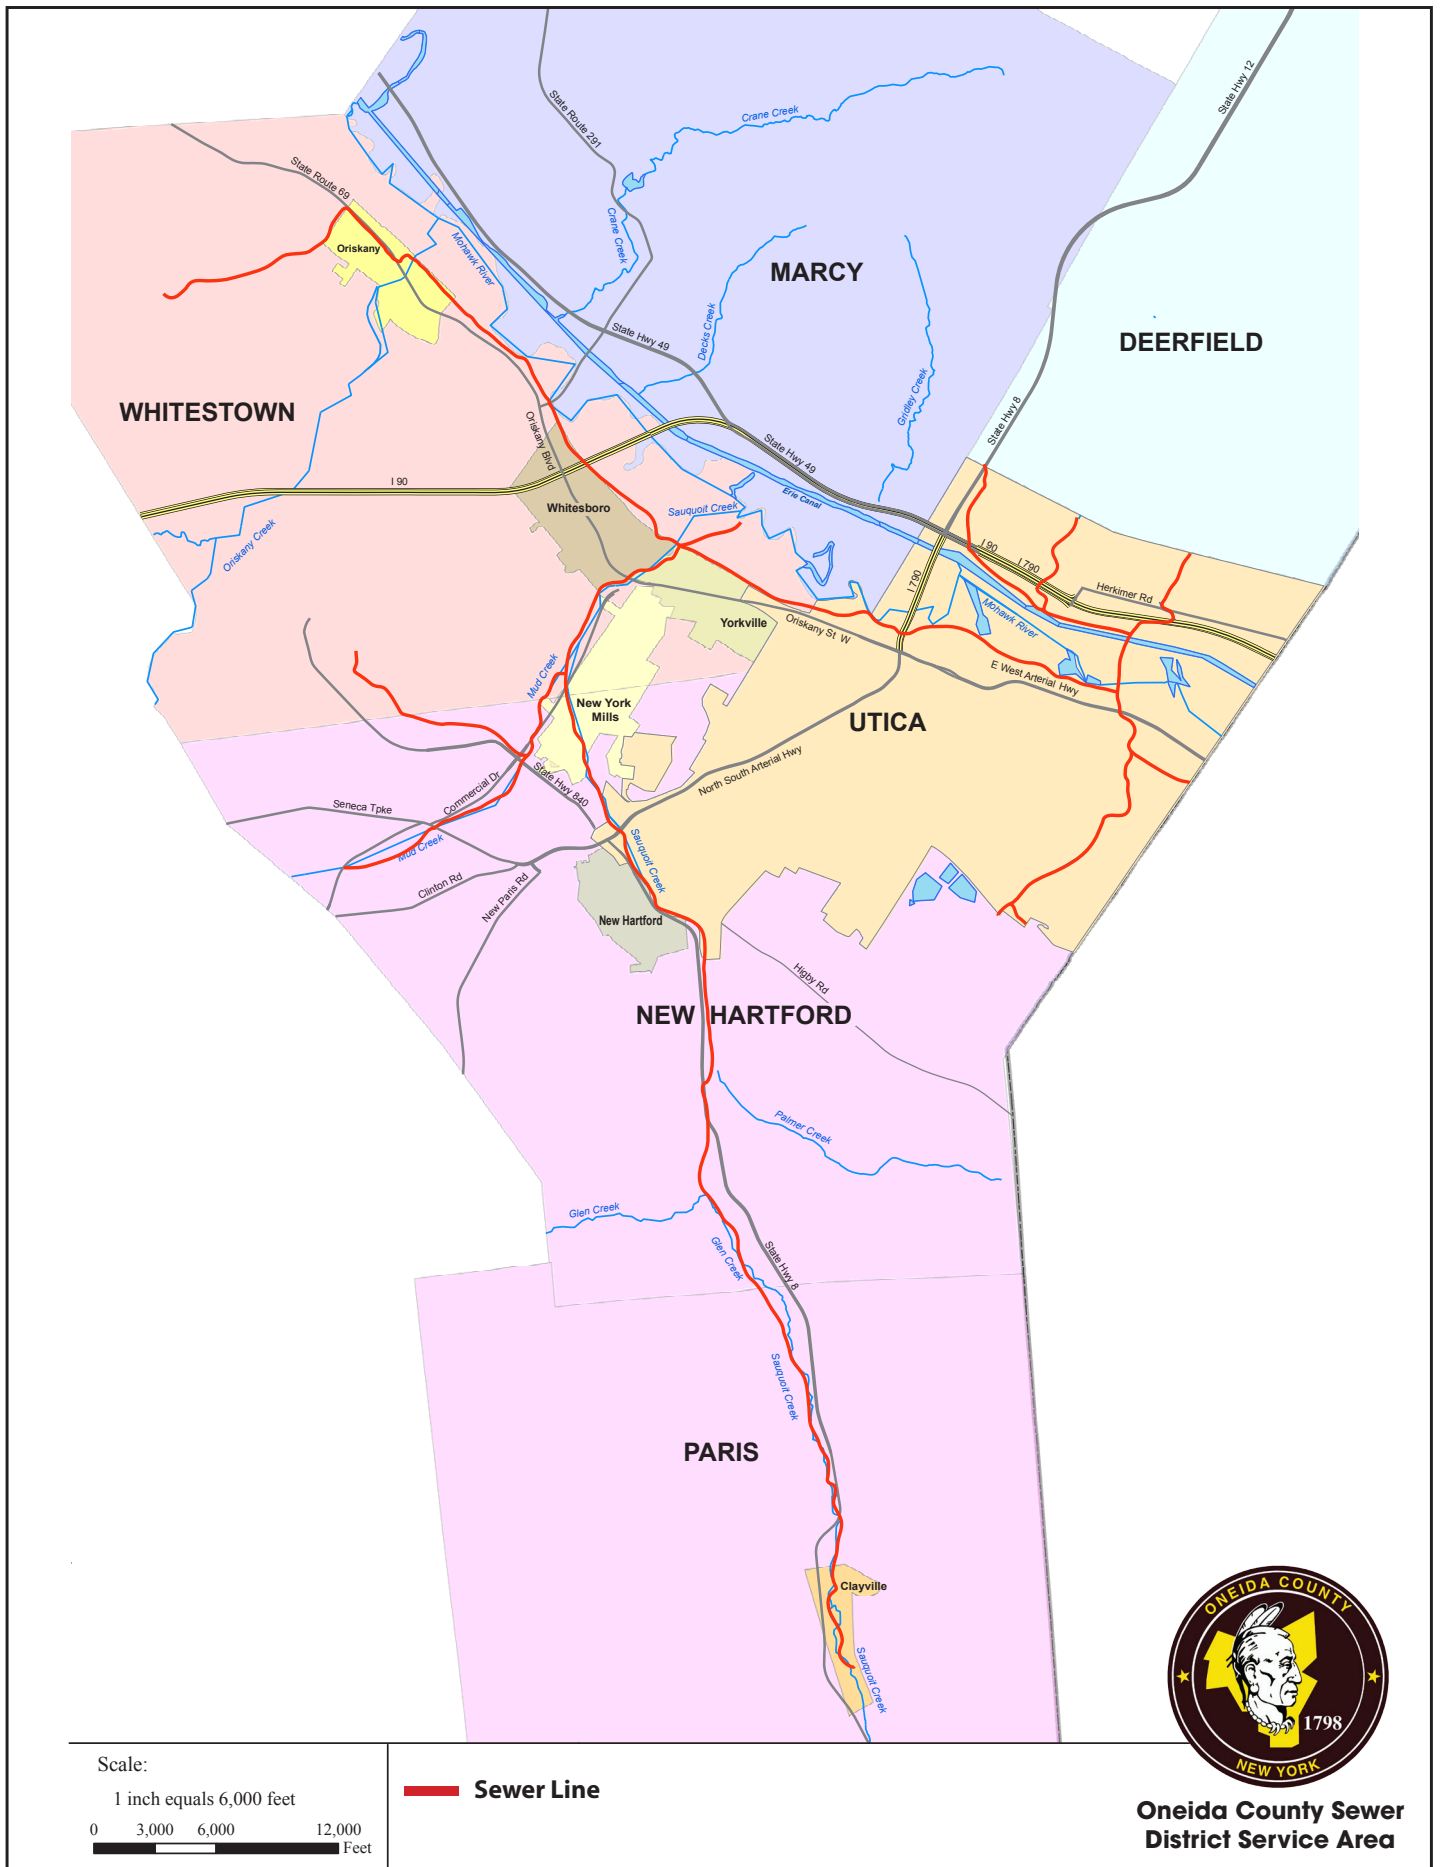 State Hwy 12
Crane Creek
State Route 291
State Route 69
Crane Creek
Oriskany
Mohawk River
MARCY
Decks Creek
State Hwy 49
DEERFIELD
Gridley Creek
State Hwy 8
WHITESTOWN
Oriskany Blvd
State Hwy 49
I 90
Erie Canal
Whitesboro
Sauquoit Creek
Oriskany Creek
I 90
I 790
I 790
Herkimer Rd
Mohawk River
Yorkville
Oriskany St W
E West Arterial Hwy
Mud Creek
New York
Mills
UTICA
North South Arterial Hwy
State Hwy 840
Commercial Dr
Seneca Tpke
Mud Creek
Sauquoit Creek
Clinton Rd
New Paris Rd
New Hartford
Higby Rd
NEW HARTFORD
Palmer Creek
Glen Creek
Glen Creek
State Hwy 8
Sauquoit Creek
PARIS
Clayville
Sauquoit Creek
ONEIDA COUNTY
1798
NEW YORK
Scale:
1 inch equals 6,000 feet
0 3,000 6,000 12,000
Feet
Sewer Line
Oneida County Sewer
District Service Area